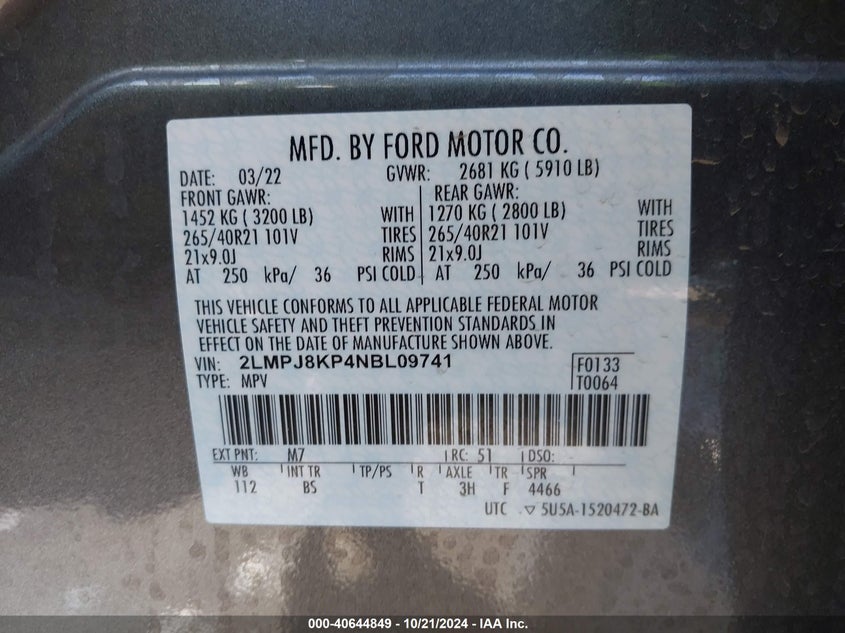 MFD. BY FORD MOTOR CO.
DATE: 03/22 GVWR: 2681 KG ( 5910 LB)
FRONT GAWR: REAR GAWR:
1452 KG ( 3200 LB) WITH 1270 KG ( 2800 LB) WITH
265/40R21 101V TIRES 265/40R21 101V TIRES
21x9.0J RIMS 21x9.0J RIMS
AT 250 kPa/ 36 PSI COLD AT 250 kPa/ 36 PSI COLD
THIS VEHICLE CONFORMS TO ALL APPLICABLE FEDERAL MOTOR
VEHICLE SAFETY AND THEFT PREVENTION STANDARDS IN
EFFECT ON THE DATE OF MANUFACTURE SHOWN ABOVE.
VIN: 2LMPJ8KP4NBL09741 F0133
TYPE: MPV T0064
EXT PNT: M7 RC: 51 DSO:
WB INT TR TP/PS R AXLE TR SPR
112 BS T 3H F 4466
UTC ▽ 5U5A-1520472-BA
000-40644849 - 10/21/2024 - IAA Inc.